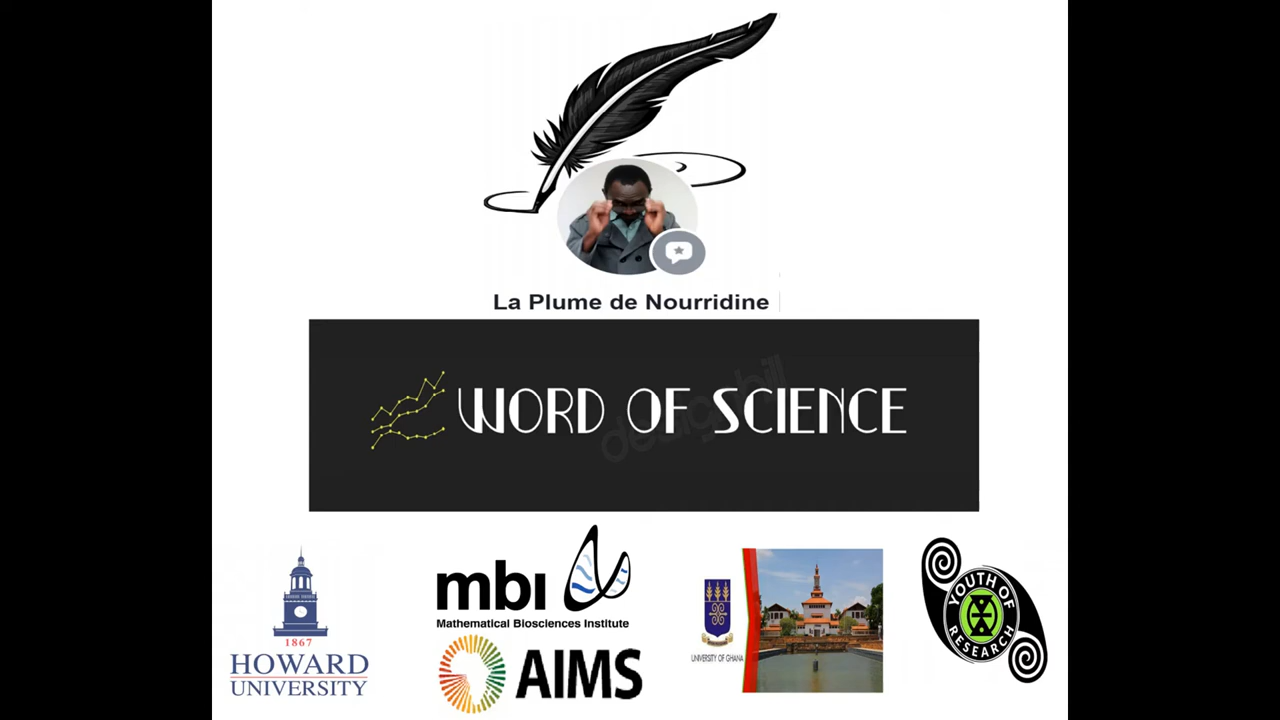 La Plume de Nourridine
WORD OF SCIENCE
designhill
1867
HOWARD
UNIVERSITY
mbi
Mathematical Biosciences Institute
AIMS
UNIVERSITY OF GHANA
YOUTH OF
RESEARCH